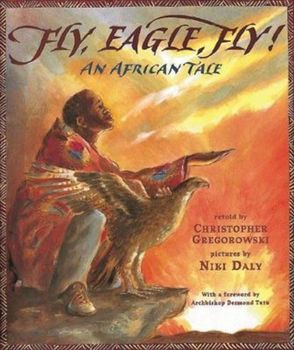 FLY, EAGLE, FLY!
AN AFRICAN TALE
retold by
CHRISTOPHER
GREGOROWSKI
pictures by
NIKI DALY
With a foreword by
Archbishop Desmond Tutu